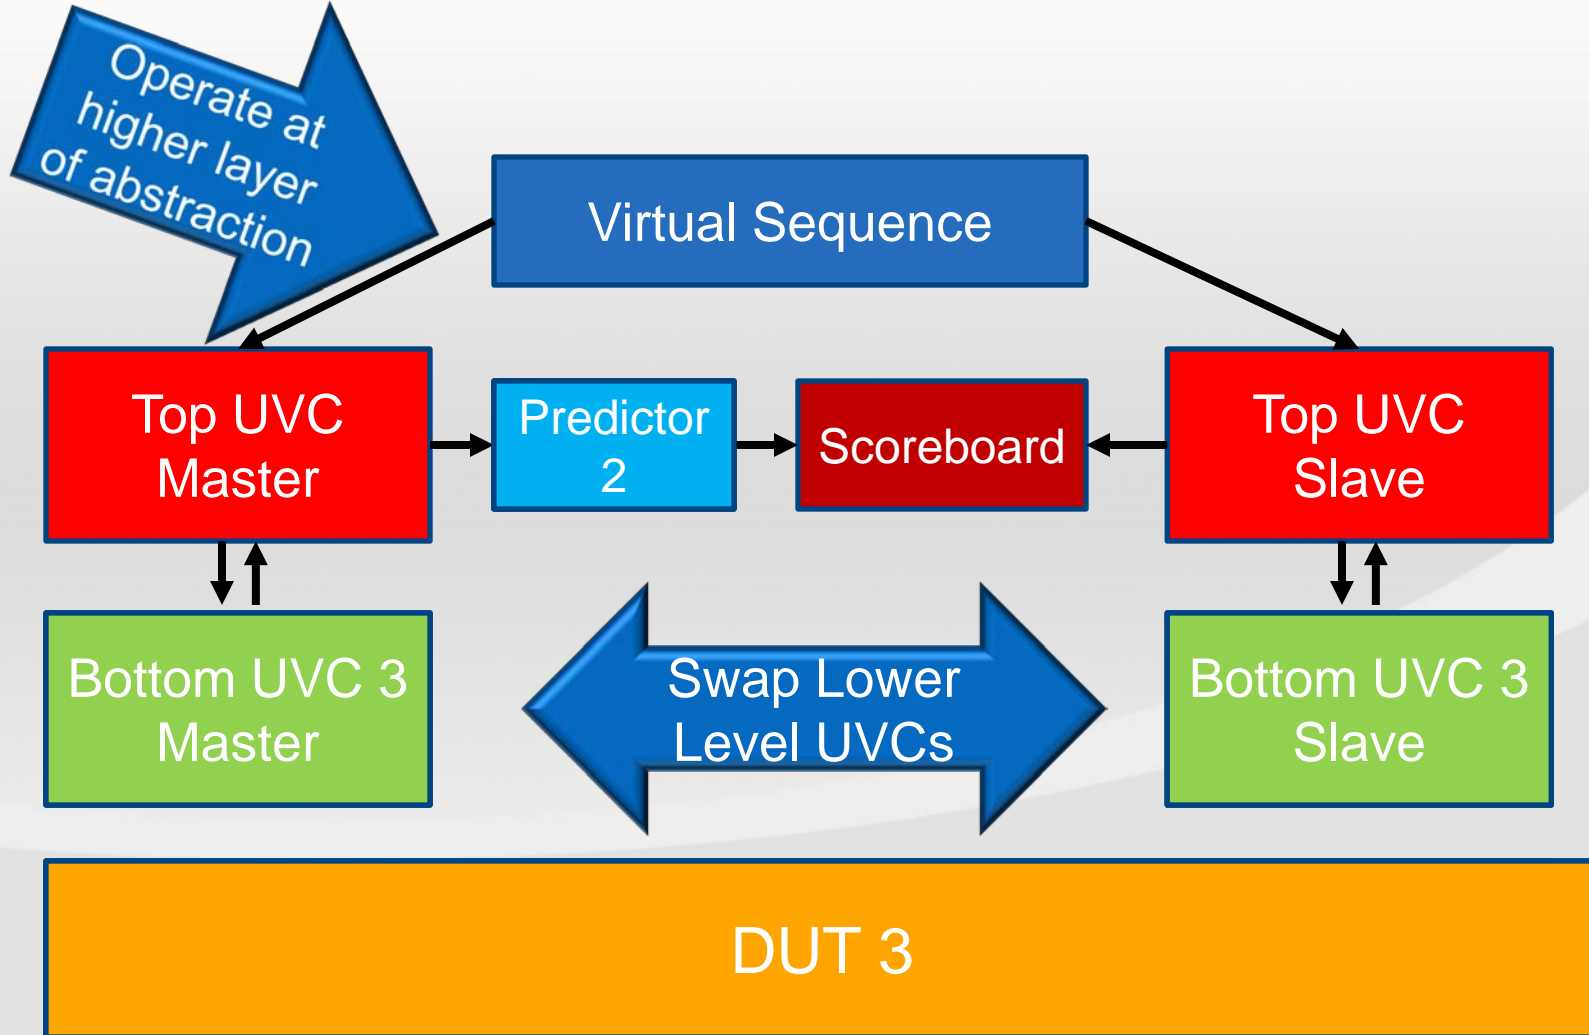 Operate at
higher layer
of abstraction
Virtual Sequence
Top UVC
Master
Predictor
2
Scoreboard
Top UVC
Slave
Bottom UVC 3
Master
Swap Lower
Level UVCs
Bottom UVC 3
Slave
DUT 3